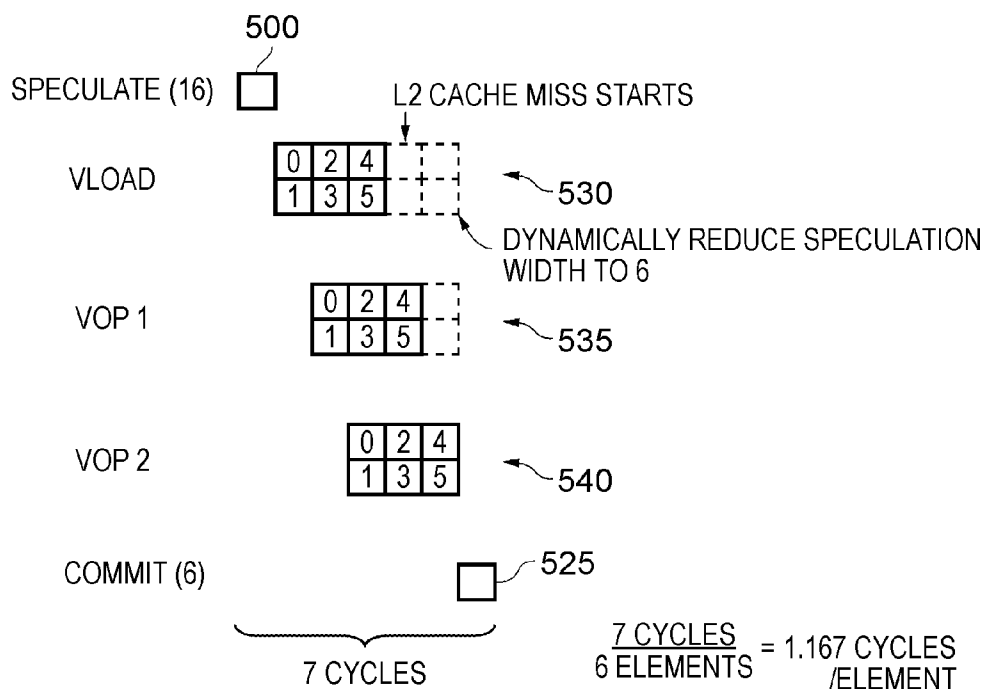 500
SPECULATE (16)
L2 CACHE MISS STARTS
VLOAD
0 2 4
1 3 5
530
DYNAMICALLY REDUCE SPECULATION
WIDTH TO 6
VOP 1
0 2 4
1 3 5
535
VOP 2
0 2 4
1 3 5
540
COMMIT (6)
525
7 CYCLES
7 CYCLES
6 ELEMENTS
= 1.167 CYCLES
/ELEMENT